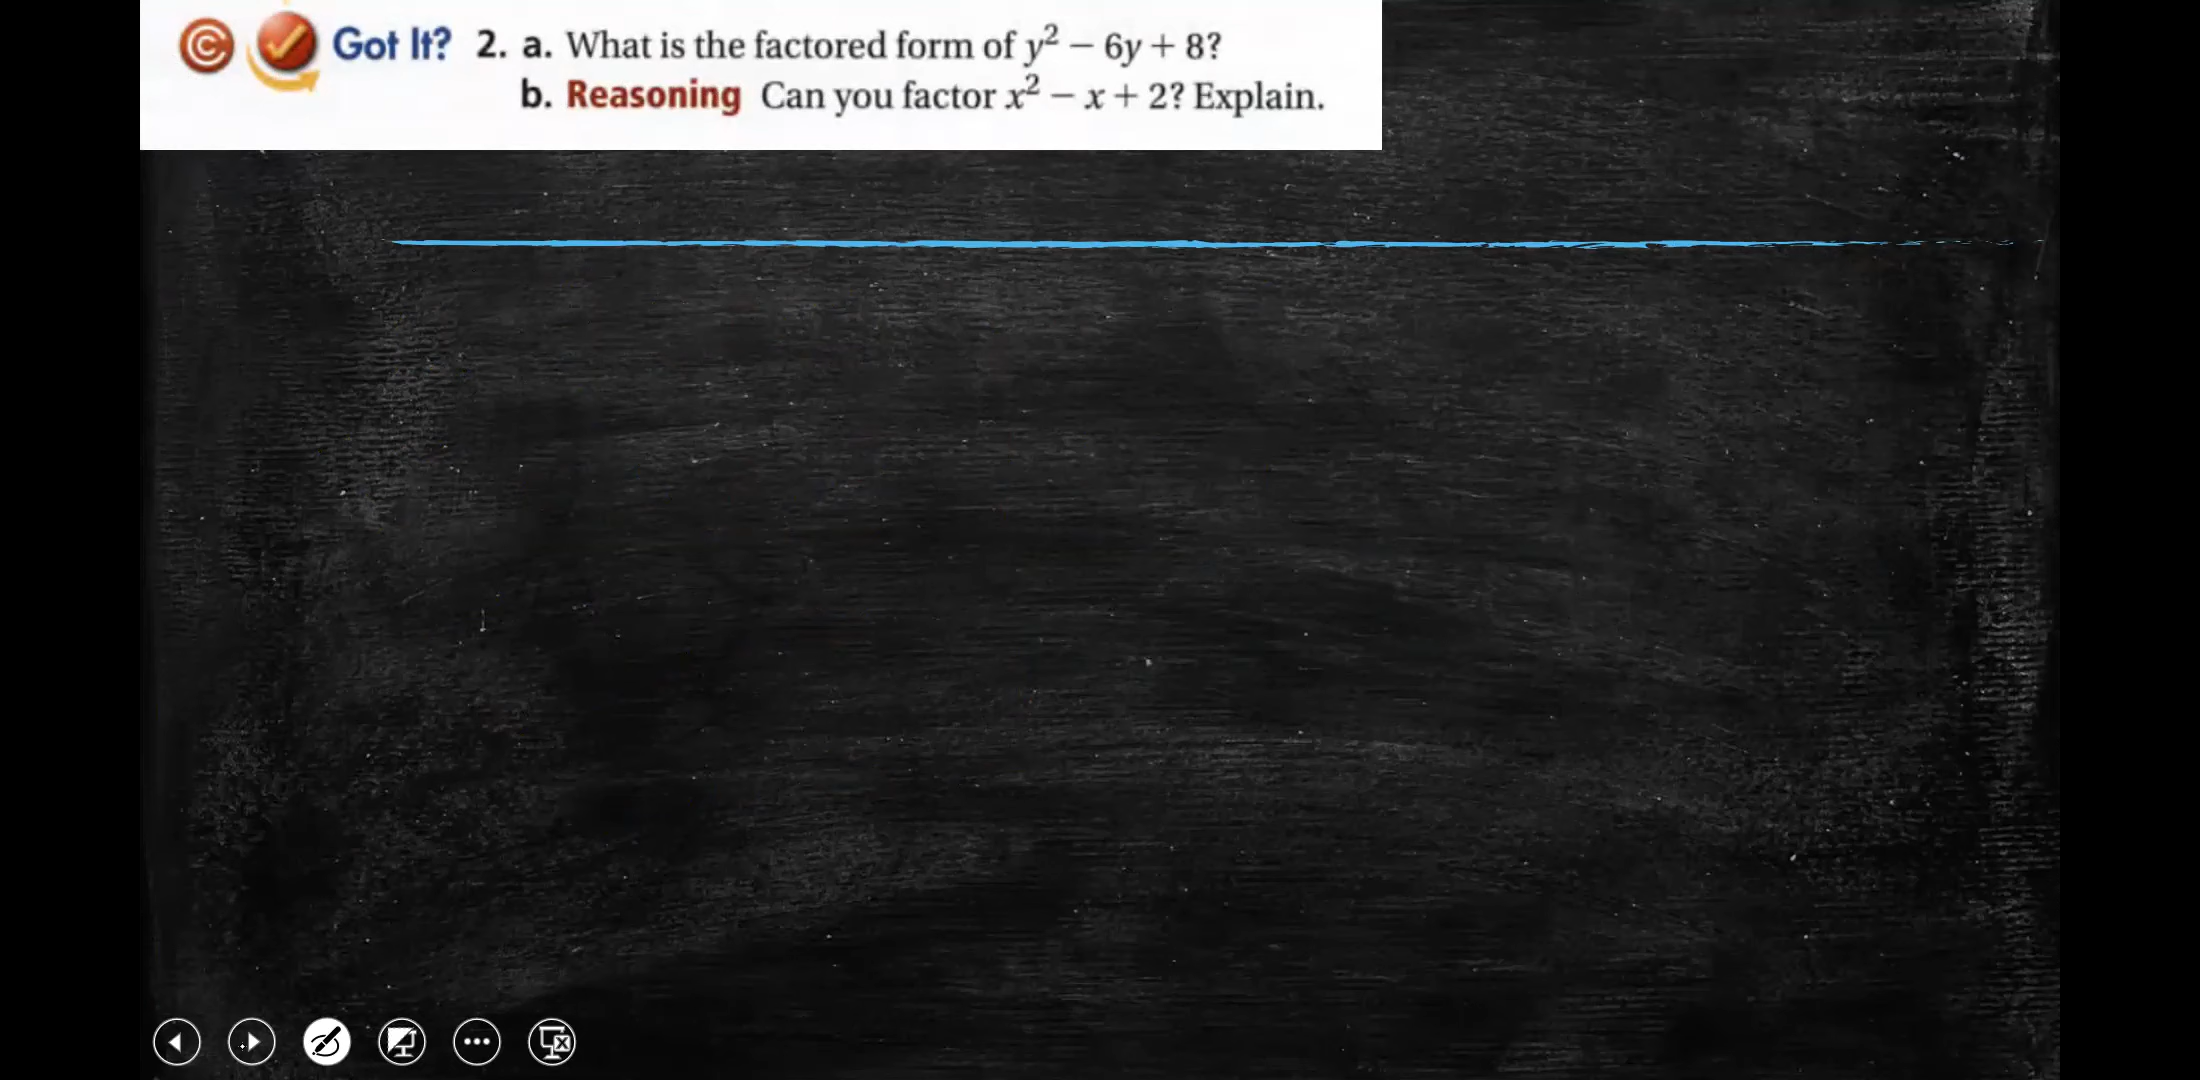 © Got It? 2. a. What is the factored form of y² − 6y + 8?
b. Reasoning Can you factor x² − x + 2? Explain.